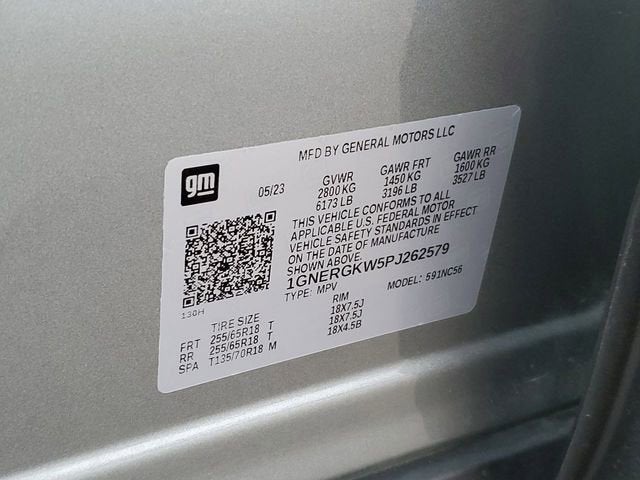 MFD BY GENERAL MOTORS LLC
gm
05/23
GVWR GAWR FRT GAWR RR
2800 KG 1450 KG 1600 KG
6173 LB 3196 LB 3527 LB
THIS VEHICLE CONFORMS TO ALL
APPLICABLE U.S. FEDERAL MOTOR
VEHICLE SAFETY STANDARDS IN EFFECT
ON THE DATE OF MANUFACTURE
SHOWN ABOVE.
1GNERGKW5PJ262579
TYPE: MPV MODEL: 591NC56
130H
TIRE SIZE RIM
FRT 255/65R18 T 18X7.5J
RR 255/65R18 T 18X7.5J
SPA T135/70R18 M 18X4.5B